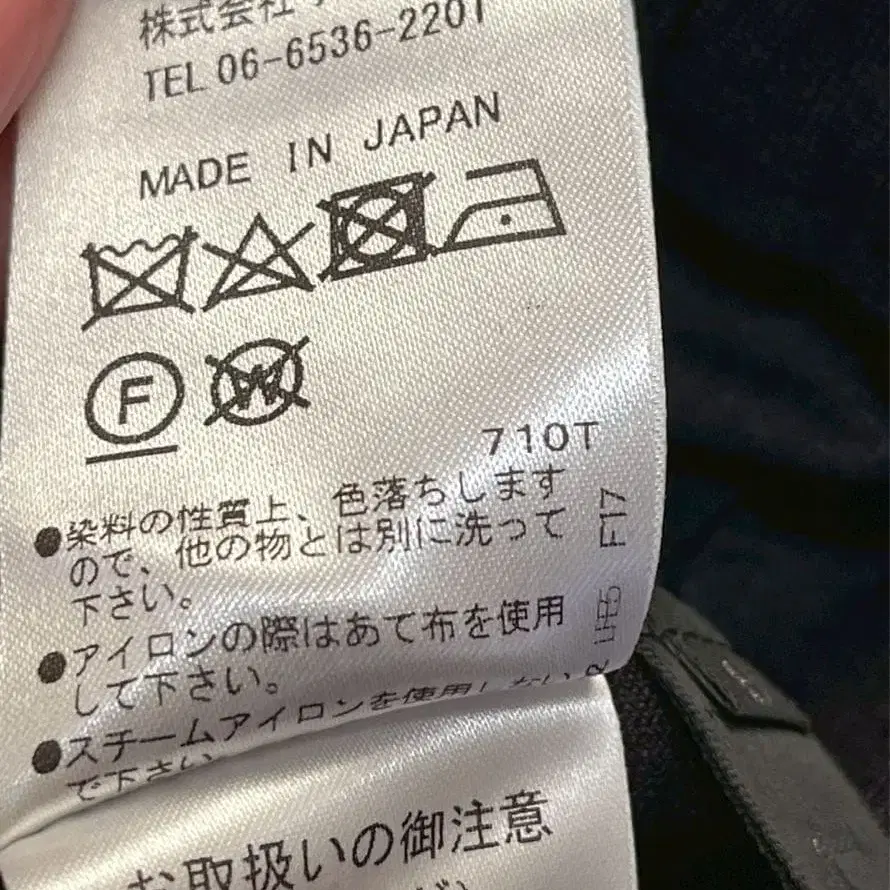 株式会社
TEL 06-6536-2201
MADE IN JAPAN
F
W
710T
●染料の性質上、色落ちします
ので、他の物とは別に洗って
下さい。
●アイロンの際はあて布を使用
して下さい。
●スチームアイロンを使用しない
で下さい
F17
LHE5
お取扱いの御注意